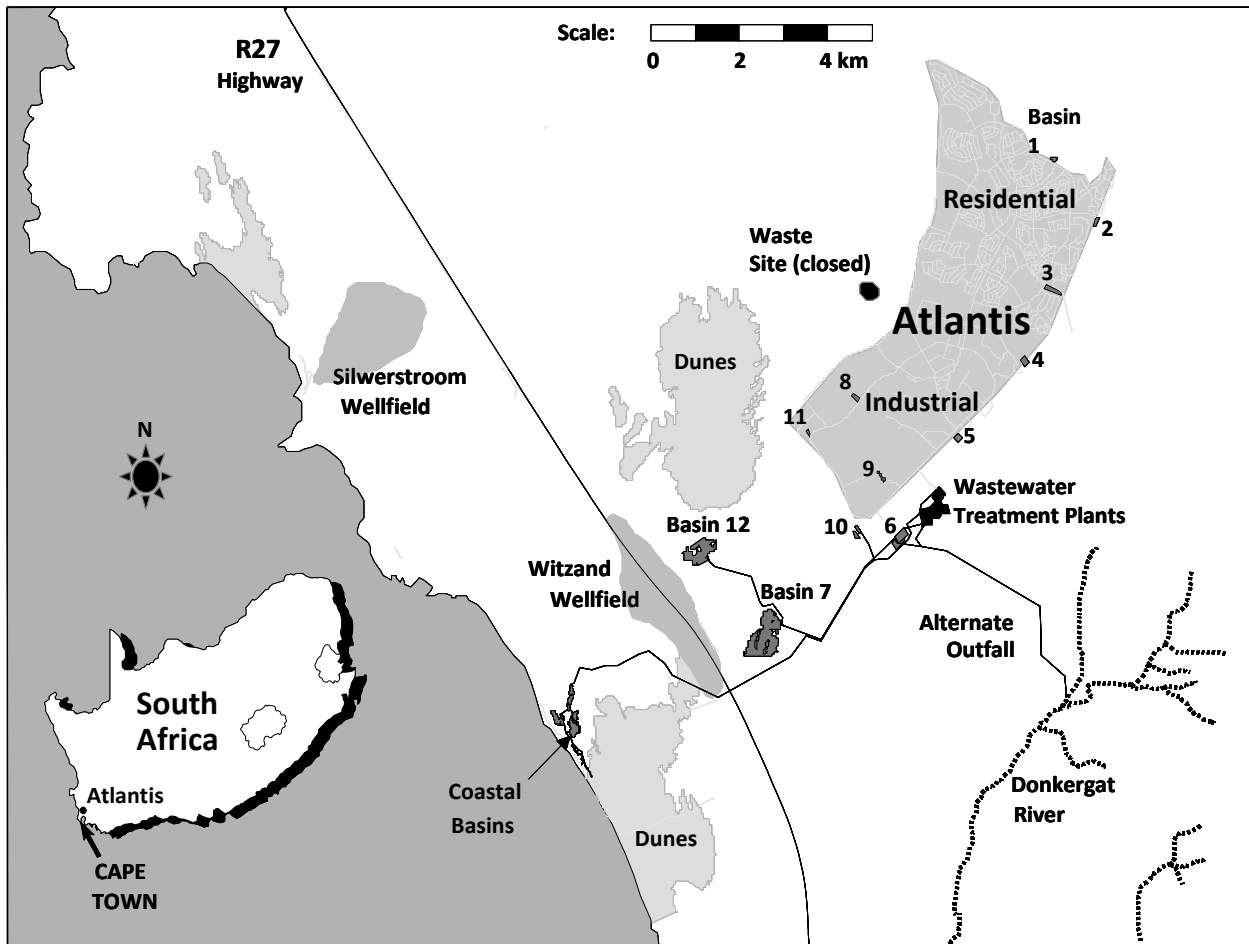 Scale:
0 2 4 km
R27
Highway
Basin
1
Residential
2
Waste
Site (closed)
3
Atlantis
Dunes
4
Silwerstroom
Wellfield
8
Industrial
11
5
N
9
Wastewater
Treatment Plants
Basin 12
10
6
Witzand
Wellfield
Basin 7
Alternate
Outfall
South
Africa
Atlantis
Coastal
Basins
Donkergat
River
Dunes
CAPE
TOWN